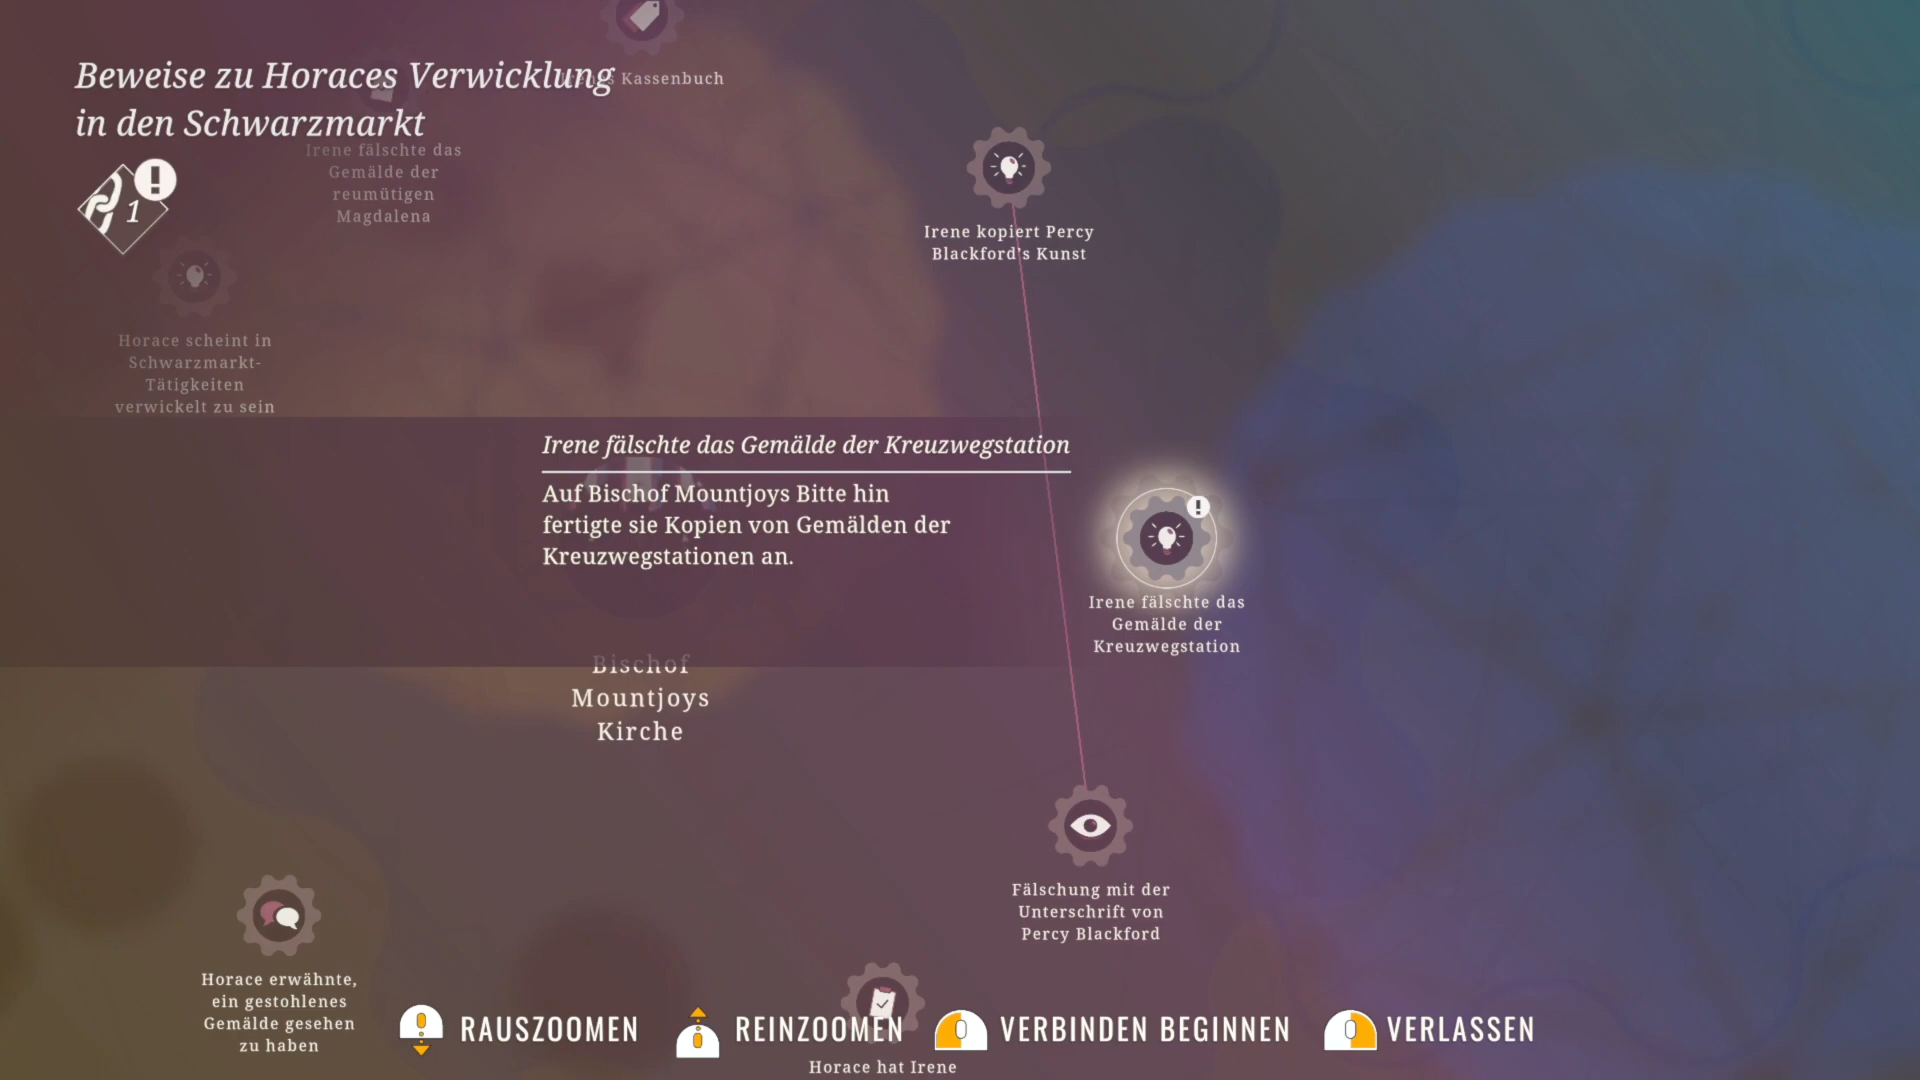 Beweise zu Horaces Verwicklung
in den Schwarzmarkt
1
Kassenbuch
Irene fälschte das
Gemälde der
reumütigen
Magdalena
Irene kopiert Percy
Blackford's Kunst
Horace scheint in
Schwarzmarkt-
Tätigkeiten
verwickelt zu sein
Irene fälschte das Gemälde der Kreuzwegstation
Auf Bischof Mountjoys Bitte hin
fertigte sie Kopien von Gemälden der
Kreuzwegstationen an.
Irene fälschte das
Gemälde der
Kreuzwegstation
Bischof
Mountjoys
Kirche
Fälschung mit der
Unterschrift von
Percy Blackford
Horace erwähnte,
ein gestohlenes
Gemälde gesehen
zu haben
RAUSZOOMEN
REINZOOMEN
VERBINDEN BEGINNEN
VERLASSEN
Horace hat Irene